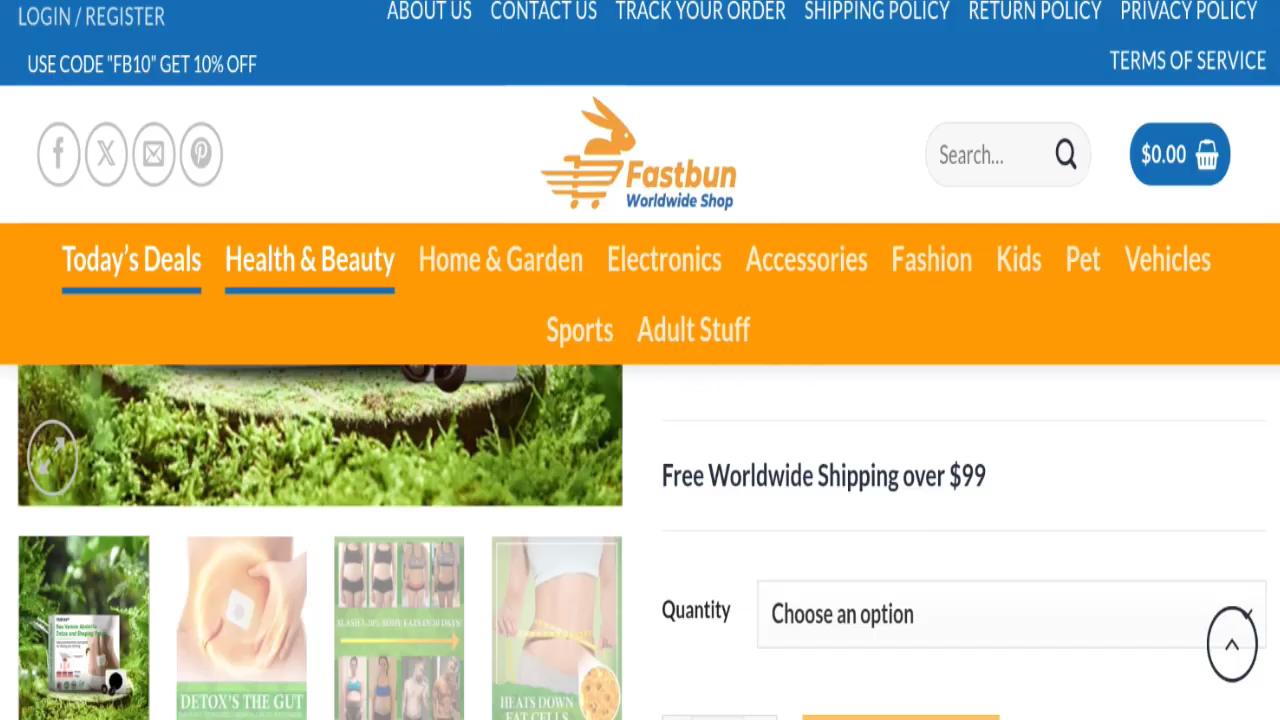 LOGIN / REGISTER
ABOUT US CONTACT US TRACK YOUR ORDER SHIPPING POLICY RETURN POLICY PRIVACY POLICY
USE CODE "FB10" GET 10% OFF
TERMS OF SERVICE
Fastbun
Worldwide Shop
Search...
$0.00
Today's Deals Health & Beauty Home & Garden Electronics Accessories Fashion Kids Pet Vehicles
Sports Adult Stuff
Free Worldwide Shipping over $99
Quantity
Choose an option
DETOX'S THE GUT
HEATS DOWN
FAT CELLS